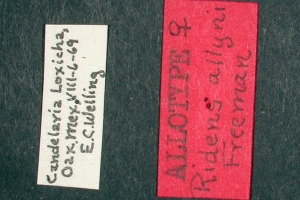 Candelaria Loxicha,
Oax. Mex. VIII-6-69
E.C. Welling
ALLOTYPE ♀
Ridens allyni
Freeman